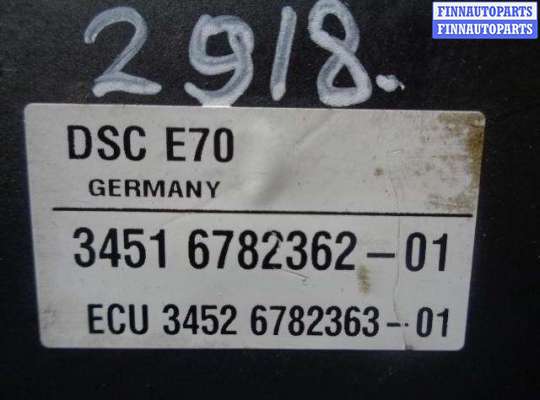 FINNAUTOPARTS
FINNAUTOPARTS
2918.
DSC E70
GERMANY
3451 6782362-01
ECU 3452 6782363-01